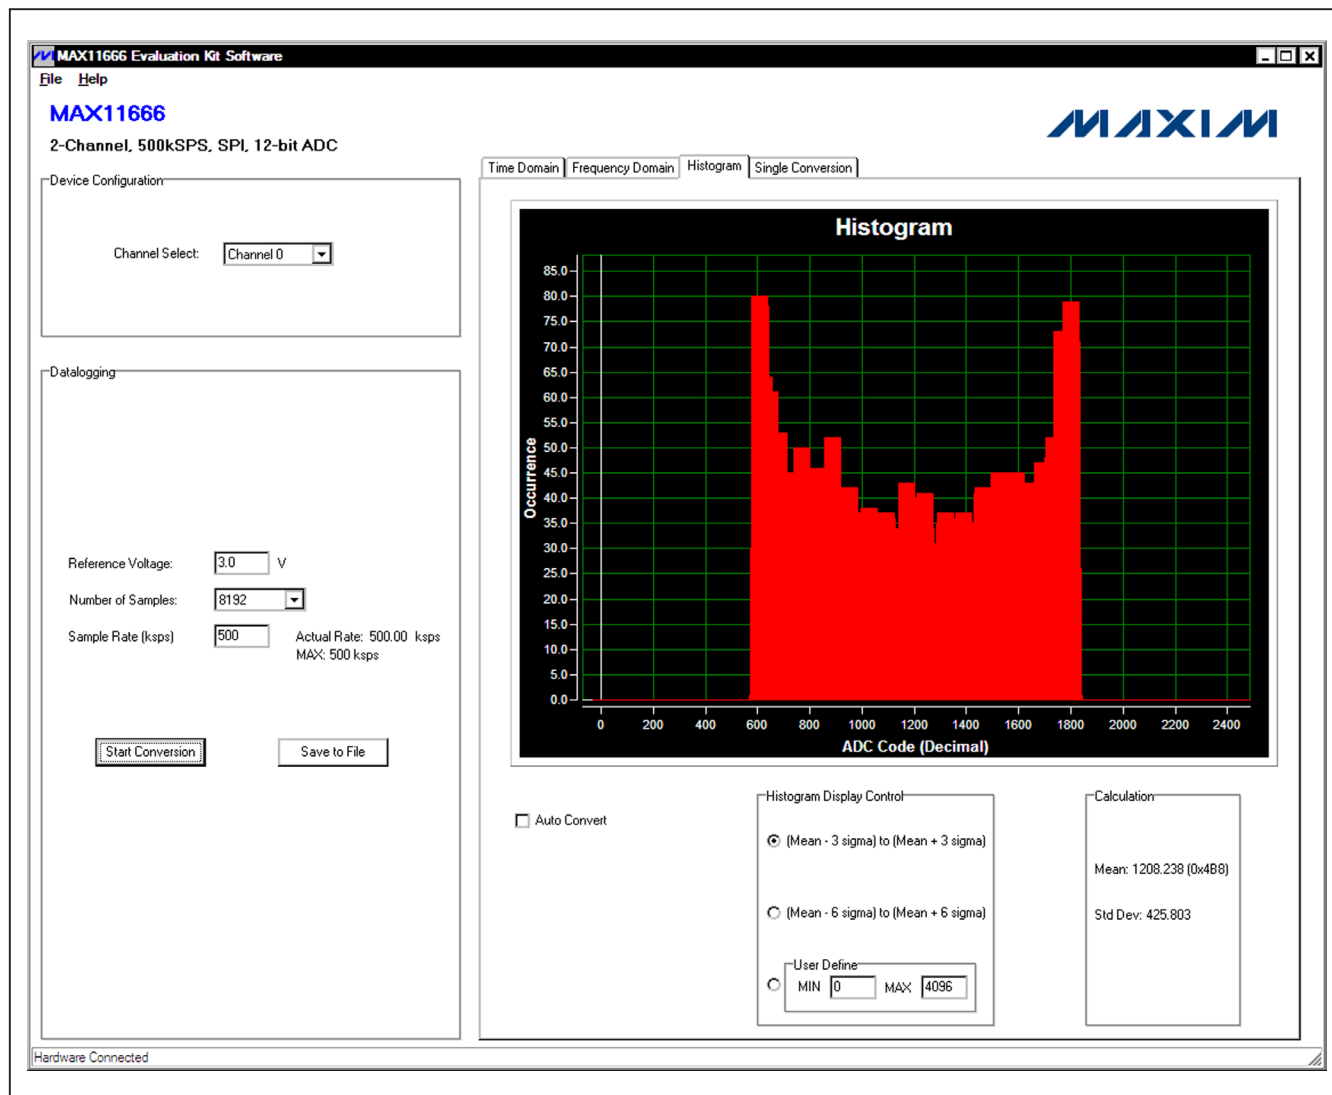 MAX11666 Evaluation Kit Software
File Help
MAX11666
2-Channel, 500kSPS, SPI, 12-bit ADC
MAXIM
Device Configuration
Channel Select: Channel 0
Datalogging
Reference Voltage: 3.0 V
Number of Samples: 8192
Sample Rate (ksps) 500 Actual Rate: 500.00 ksps
MAX: 500 ksps
Start Conversion Save to File
Time Domain Frequency Domain Histogram Single Conversion
Histogram
85.0
80.0
75.0
70.0
65.0
60.0
55.0
50.0
45.0
40.0
35.0
30.0
25.0
20.0
15.0
10.0
5.0
0.0
Occurrence
0 200 400 600 800 1000 1200 1400 1600 1800 2000 2200 2400
ADC Code (Decimal)
Auto Convert
Histogram Display Control
(Mean - 3 sigma) to (Mean + 3 sigma)
(Mean - 6 sigma) to (Mean + 6 sigma)
User Define
MIN 0 MAX 4096
Calculation
Mean: 1208.238 (0x4B8)
Std Dev: 425.803
Hardware Connected